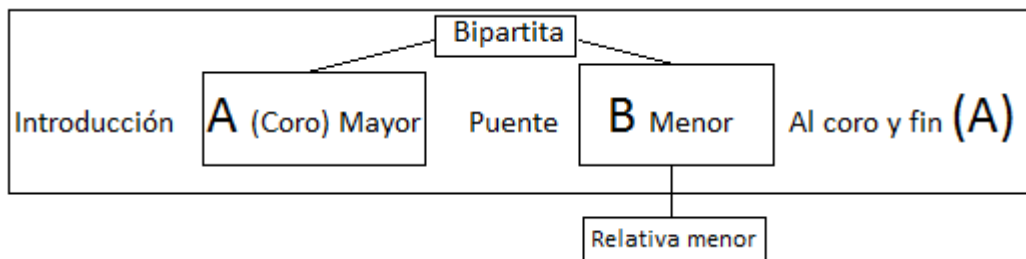 Bipartita
Introducción A (Coro) Mayor Puente B Menor Al coro y fin (A)
Relativa menor